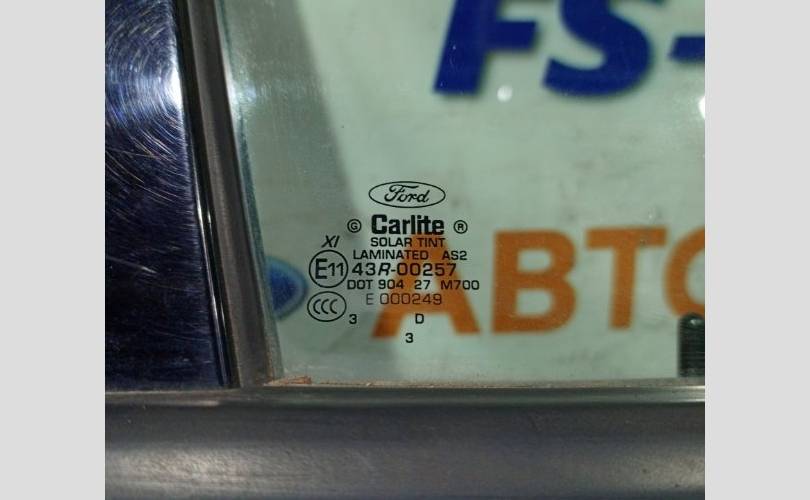 FS-
Ford
G Carlite ®
SOLAR TINT
XI LAMINATED AS2
E11 43R-00257
DOT 904 27 M700
CCC E 000249
3 D
3
АВТО